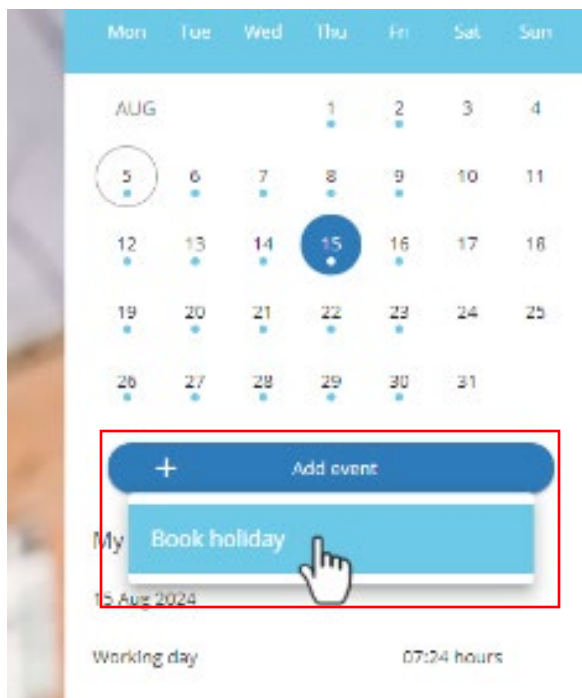 Mon Tue Wed Thu Fri Sat Sun
AUG 1 2 3 4
5 6 7 8 9 10 11
12 13 14 15 16 17 18
19 20 21 22 23 24 25
26 27 28 29 30 31
+ Add event
My
Book holiday
15 Aug 2024
Working day 07:24 hours